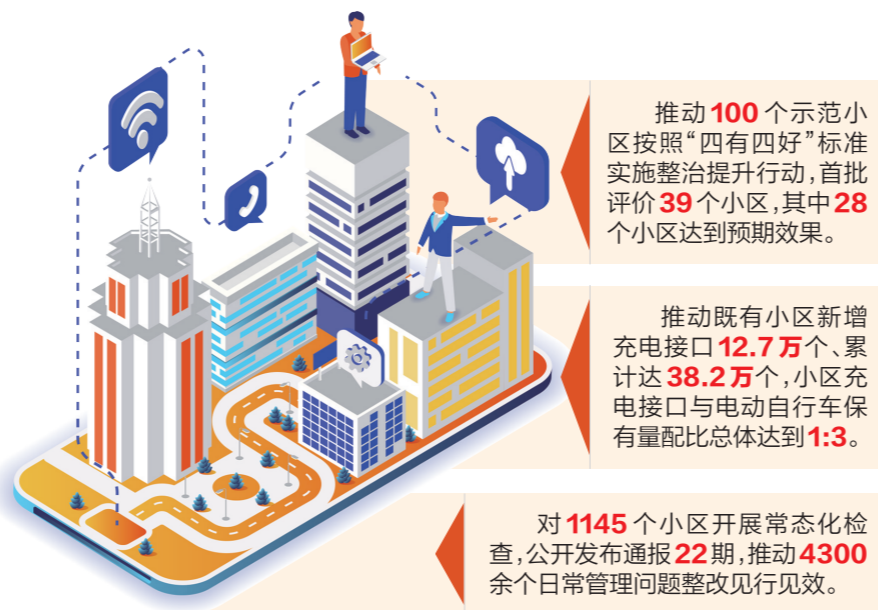 推动100个示范小
区按照“四有四好”标准
实施整治提升行动，首批
评价39个小区，其中28
个小区达到预期效果。
推动既有小区新增
充电接口12.7万个、累
计达38.2万个，小区充
电接口与电动自行车保
有量配比总体达到1:3。
对1145个小区开展常态化检
查，公开发布通报22期，推动4300
余个日常管理问题整改见行见效。